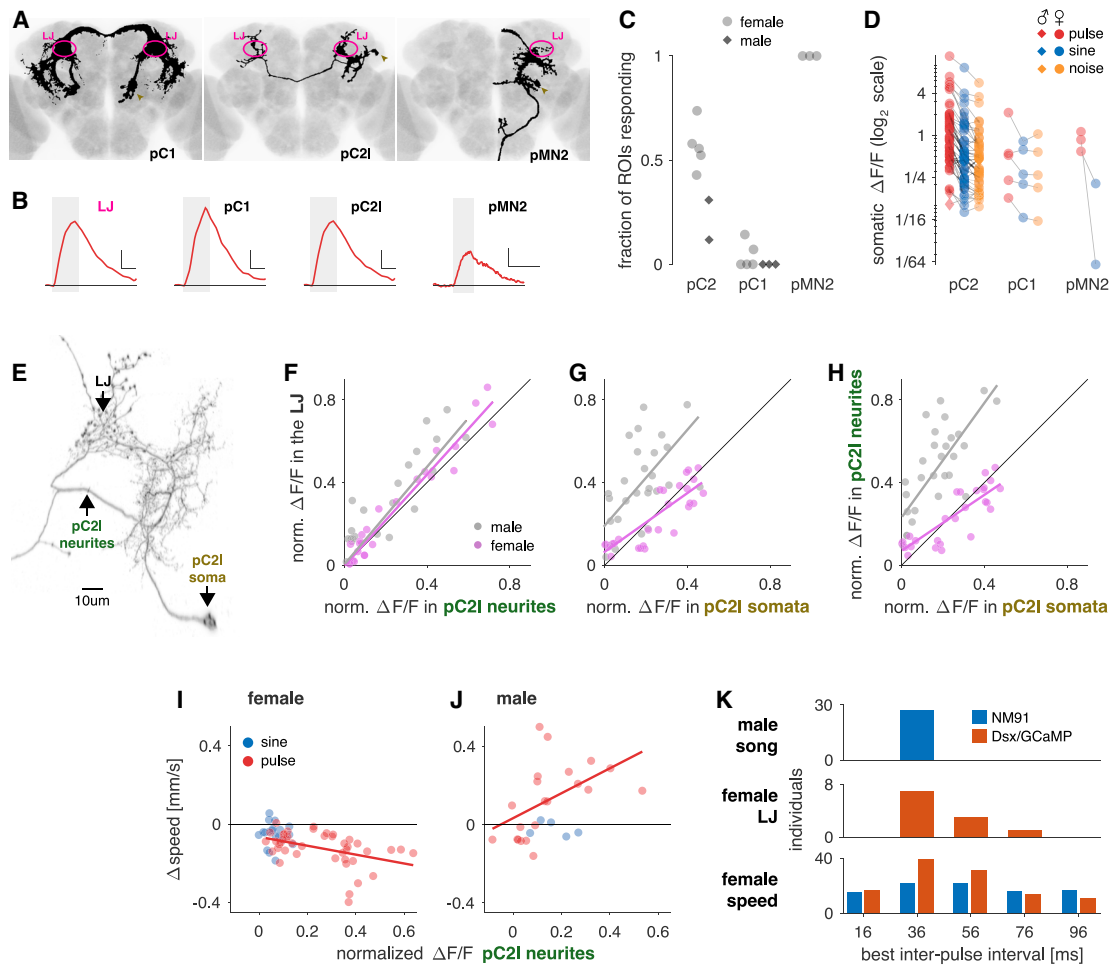 A
LJ
LJ
pC1
LJ
LJ
pC2l
LJ
pMN2
B
LJ
pC1
pC2l
pMN2
C
female
male
fraction of ROIs responding
1
0.5
0
pC2
pC1
pMN2
D
♂ ♀
pulse
sine
noise
somatic ΔF/F (log2 scale)
4
1
1/4
1/16
1/64
pC2
pC1
pMN2
E
LJ
pC2l
neurites
pC2l
soma
10um
F
norm. ΔF/F in the LJ
0.8
0.4
0
0
0.4
0.8
male
female
norm. ΔF/F in pC2l neurites
G
0.8
0.4
0
0
0.4
0.8
norm. ΔF/F in pC2l somata
H
norm. ΔF/F in pC2l neurites
0.8
0.4
0
0
0.4
0.8
norm. ΔF/F in pC2l somata
I
female
sine
pulse
Δ speed [mm/s]
0.4
0
-0.4
0
0.2
0.4
0.6
J
male
0.4
0
-0.4
0
0.2
0.4
0.6
normalized ΔF/F pC2l neurites
K
NM91
Dsx/GCaMP
male
song
30
0
female
LJ
8
0
female
speed
40
0
individuals
16
36
56
76
96
best inter-pulse interval [ms]